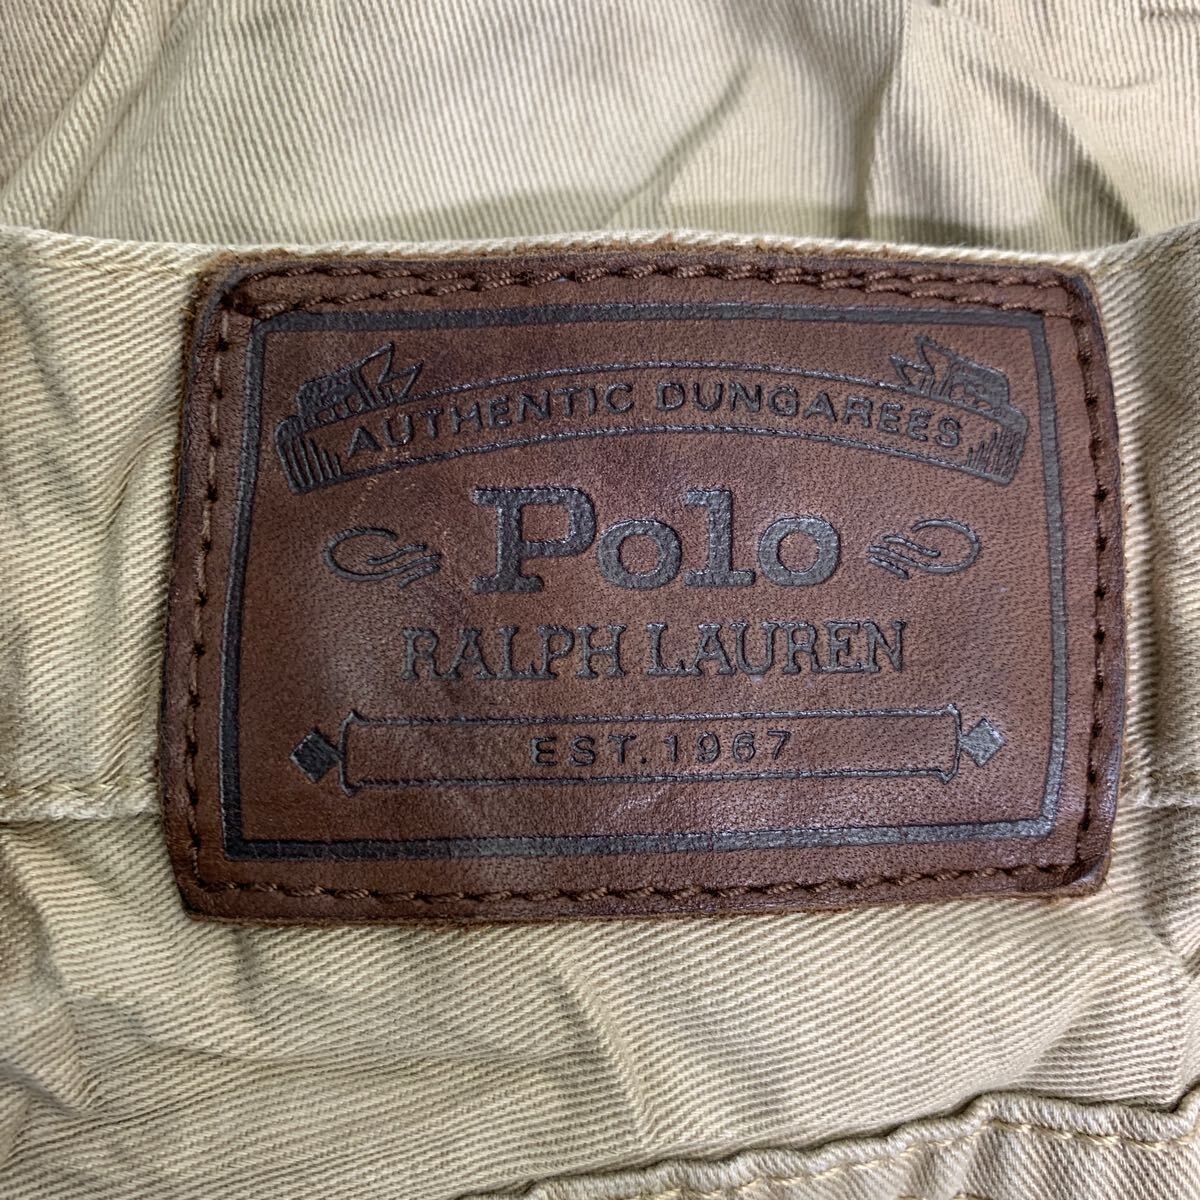 AUTHENTIC DUNGAREES
Polo
RALPH LAUREN
EST. 1967